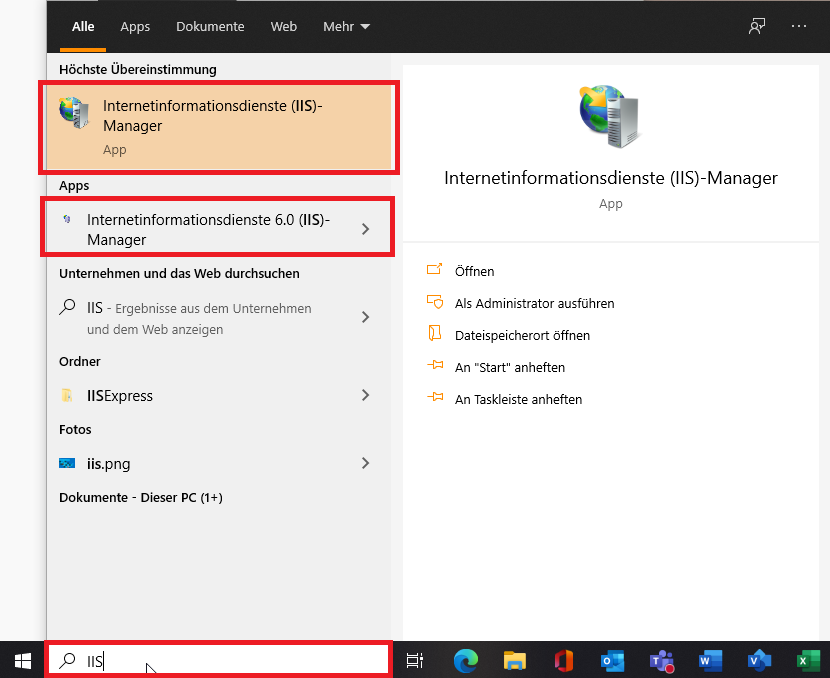 Alle Apps Dokumente Web Mehr
Höchste Übereinstimmung
Internetinformationsdienste (IIS)-
Manager
App
Apps
Internetinformationsdienste 6.0 (IIS)-
Manager
Unternehmen und das Web durchsuchen
IIS - Ergebnisse aus dem Unternehmen
und dem Web anzeigen
Ordner
IISExpress
Fotos
iis.png
Dokumente - Dieser PC (1+)
Internetinformationsdienste (IIS)-Manager
App
Öffnen
Als Administrator ausführen
Dateispeicherort öffnen
An "Start" anheften
An Taskleiste anheften
IIS